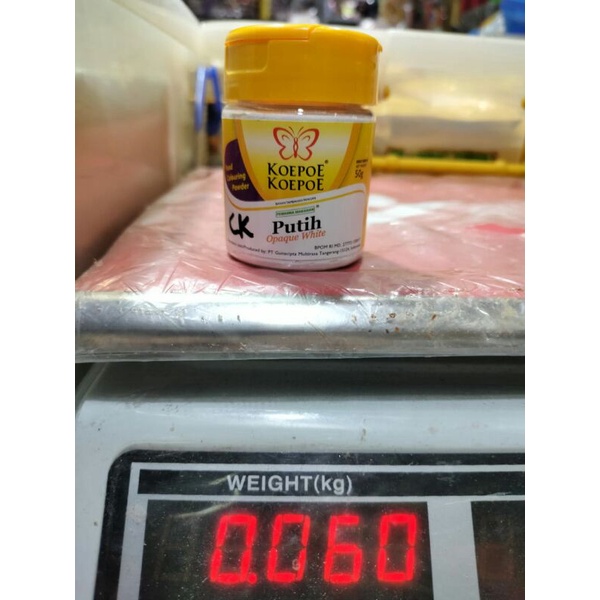 KOEPOE®
KOEPOE
Food
Colouring
Powder
50g
CK
Putih
Opaque White
WEIGHT(kg)
0.060